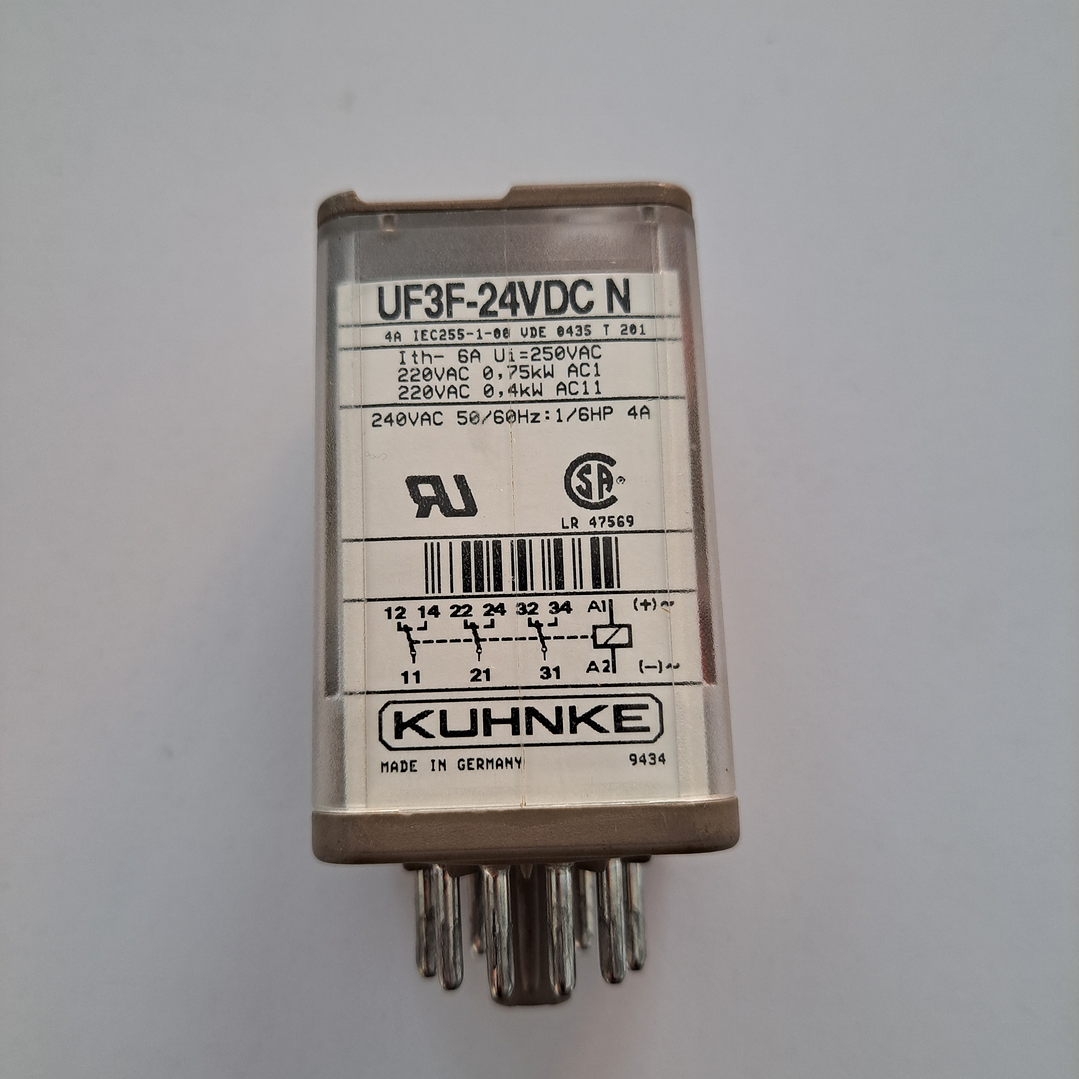 UF3F-24VDC N
4A IEC255-1-00 VDE 0435 T 201
Ith- 6A Ui=250VAC
220VAC 0,75kW AC1
220VAC 0,4kW AC11
240VAC 50/60Hz:1/6HP 4A
RU
CSA®
LR 47569
12 14 22 24 32 34 A1 (+)~
11 21 31 A2 (–)~
KUHNKE
MADE IN GERMANY 9434